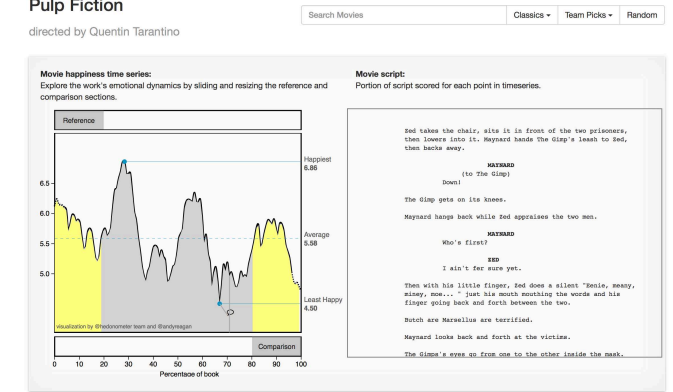 Pulp Fiction
directed by Quentin Tarantino
Search Movies
Classics
Team Picks
Random
Movie happiness time series:
Explore the work's emotional dynamics by sliding and resizing the reference and
comparison sections.
Reference
6.5
6.0
5.5
5.0
Happiest
6.86
Average
5.58
Least Happy
4.50
visualization by @hedonometer team and @andyreagan
Comparison
0 10 20 30 40 50 60 70 80 90 100
Percentage of book
Movie script:
Portion of script scored for each point in timeseries.
Zed takes the chair, sits it in front of the two prisoners,
then lowers into it. Maynard hands The Gimp's leash to Zed,
then backs away.
MAYNARD
(to The Gimp)
Down!
The Gimp gets on its knees.
Maynard hangs back while Zed appraises the two men.
MAYNARD
Who's first?
ZED
I ain't fer sure yet.
Then with his little finger, Zed does a silent "Eenie, meany,
miney, moe... " just his mouth mouthing the words and his
finger going back and forth between the two.
Butch are Marsellus are terrified.
Maynard looks back and forth at the victims.
The Gimps's eyes go from one to the other inside the mask.